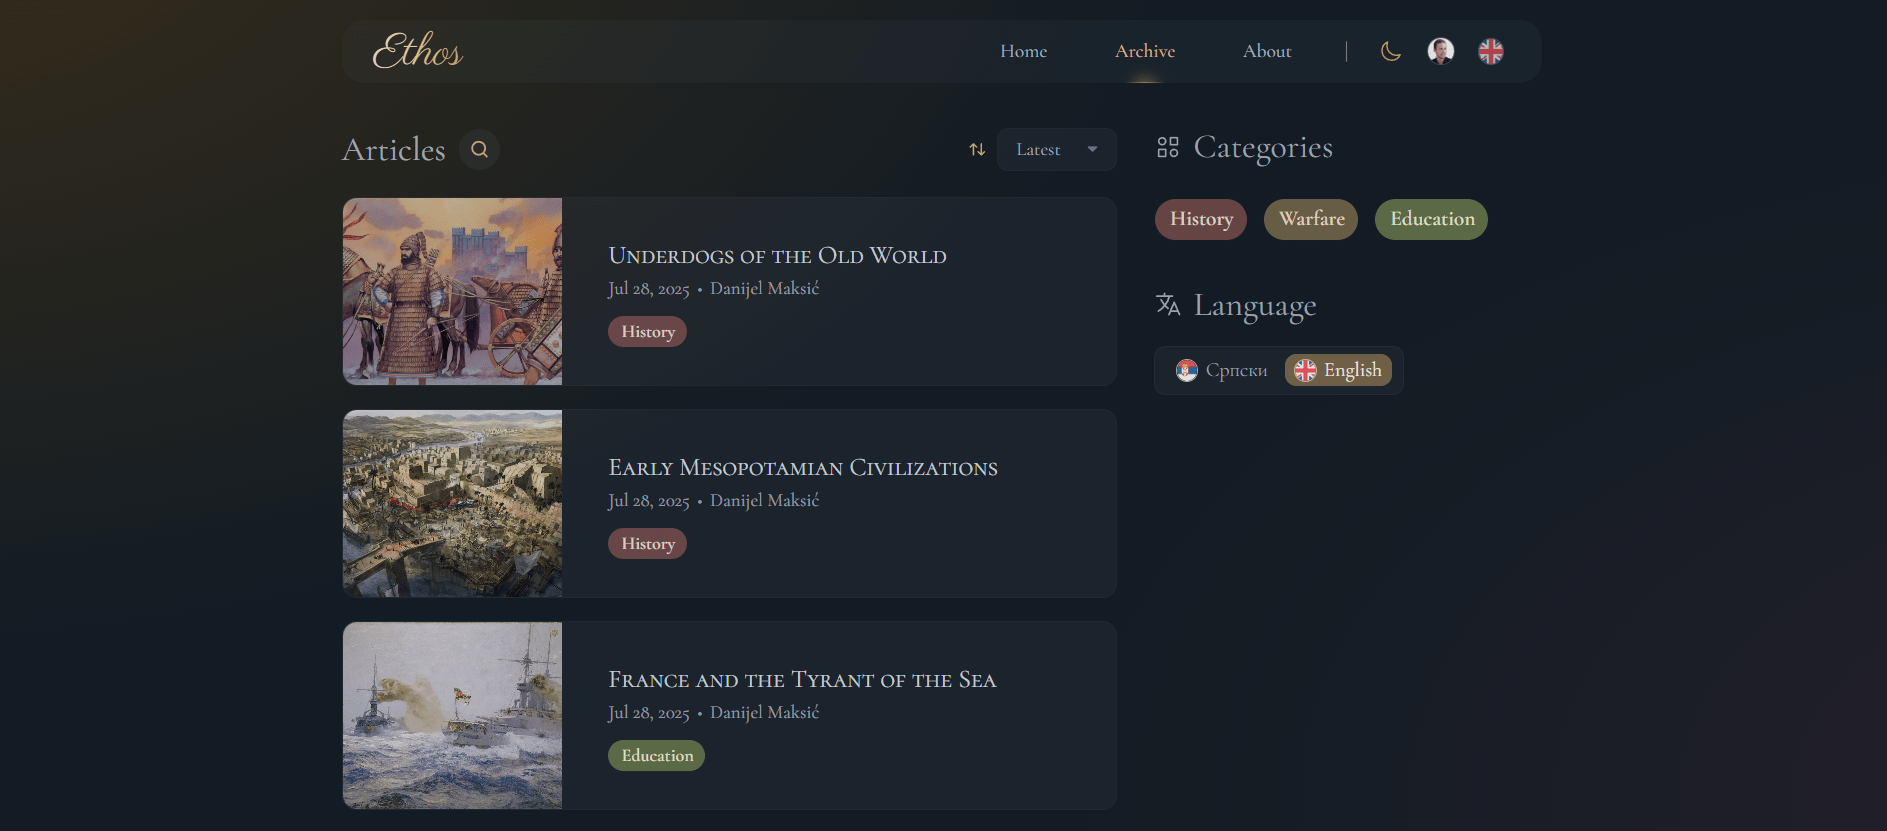 Ethos
Home
Archive
About
Articles
Latest
Underdogs of the Old World
Jul 28, 2025 • Danijel Maksić
History
Early Mesopotamian Civilizations
Jul 28, 2025 • Danijel Maksić
History
France and the Tyrant of the Sea
Jul 28, 2025 • Danijel Maksić
Education
Categories
History
Warfare
Education
Language
Српски
English